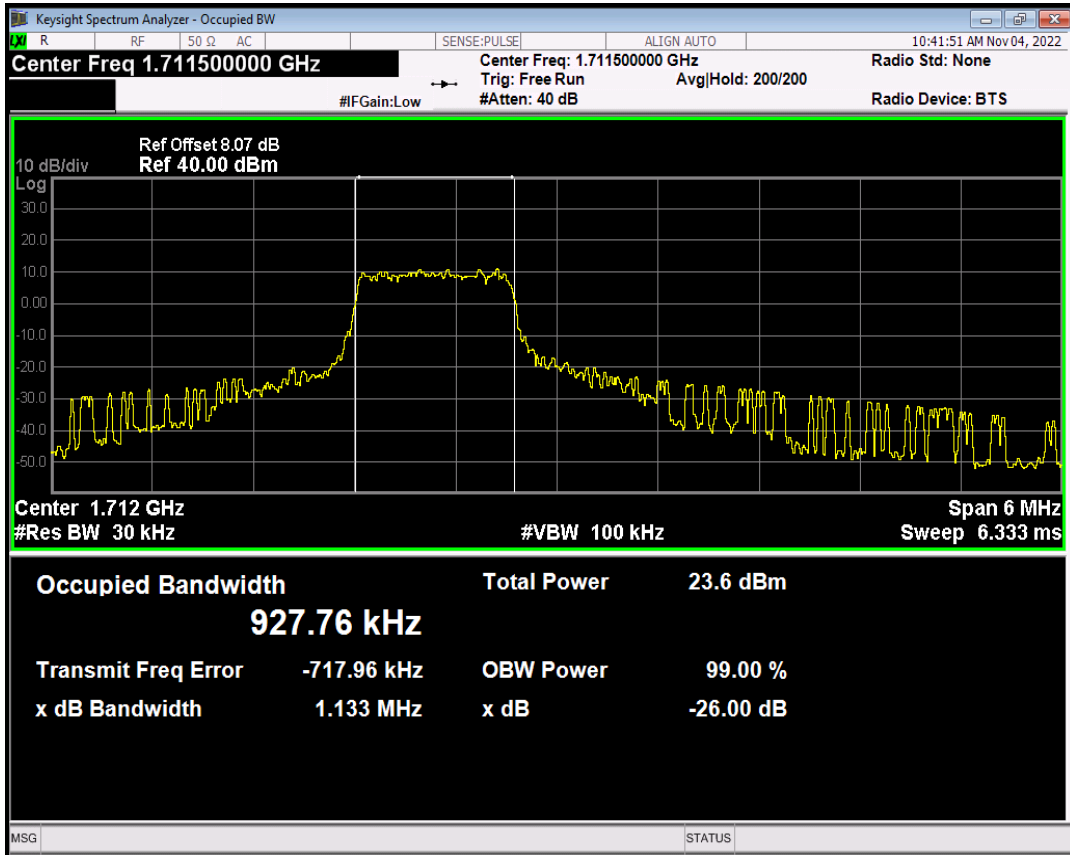 Keysight Spectrum Analyzer - Occupied BW
LXI R RF 50 Ω AC SENSE:PULSE ALIGN AUTO 10:41:51 AM Nov 04, 2022
Center Freq 1.711500000 GHz Center Freq: 1.711500000 GHz Radio Std: None
Trig: Free Run Avg|Hold: 200/200
#IFGain:Low #Atten: 40 dB Radio Device: BTS
Ref Offset 8.07 dB
10 dB/div Ref 40.00 dBm
Log
30.0
20.0
10.0
0.00
-10.0
-20.0
-30.0
-40.0
-50.0
Center 1.712 GHz Span 6 MHz
#Res BW 30 kHz #VBW 100 kHz Sweep 6.333 ms
Occupied Bandwidth Total Power 23.6 dBm
927.76 kHz
Transmit Freq Error -717.96 kHz OBW Power 99.00 %
x dB Bandwidth 1.133 MHz x dB -26.00 dB
MSG STATUS